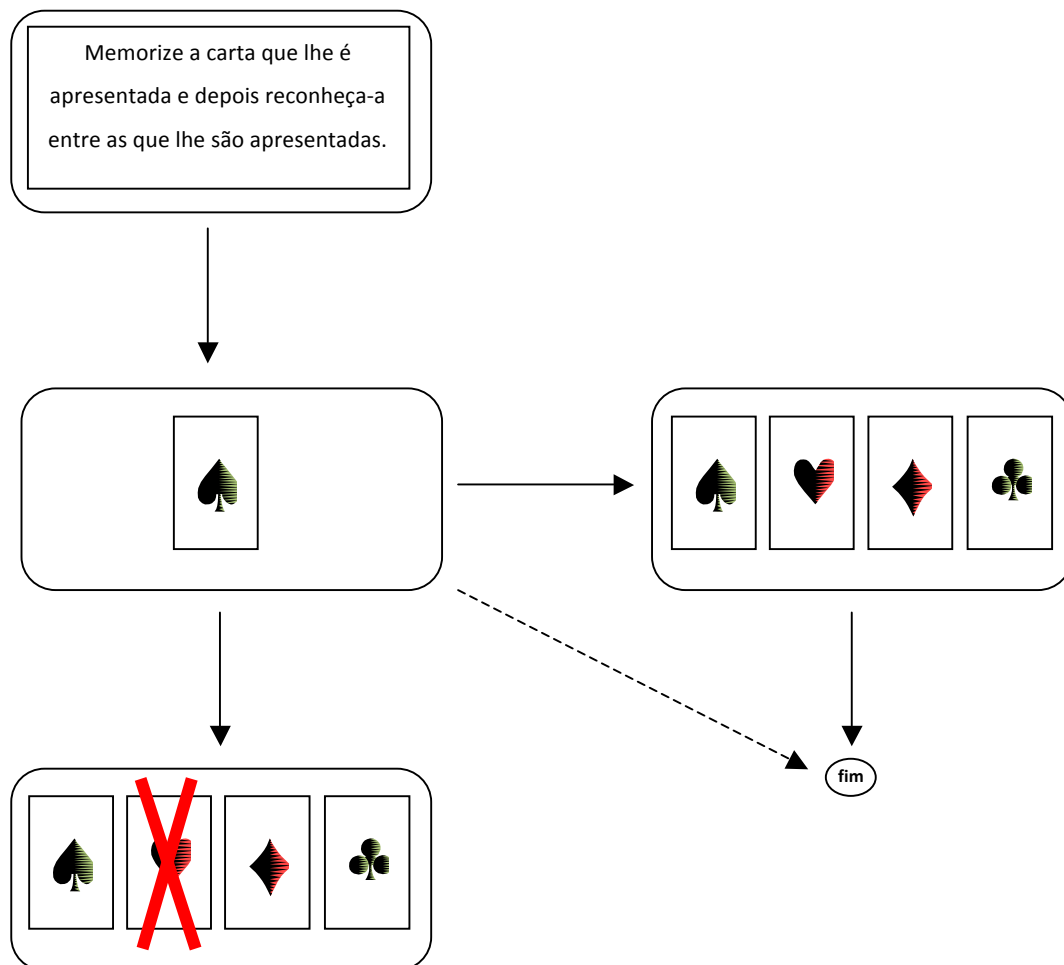 Memorize a carta que lhe é
apresentada e depois reconheça-a
entre as que lhe são apresentadas.
fim